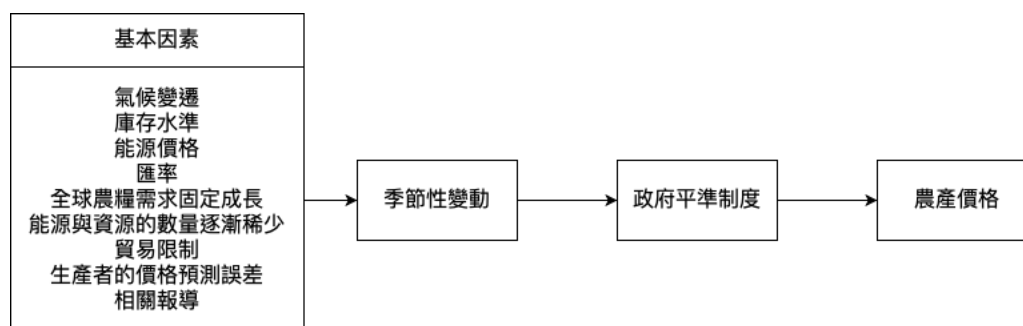 基本因素
氣候變遷
庫存水準
能源價格
匯率
全球農糧需求固定成長
能源與資源的數量逐漸稀少
貿易限制
生產者的價格預測誤差
相關報導
季節性變動
政府平準制度
農產價格